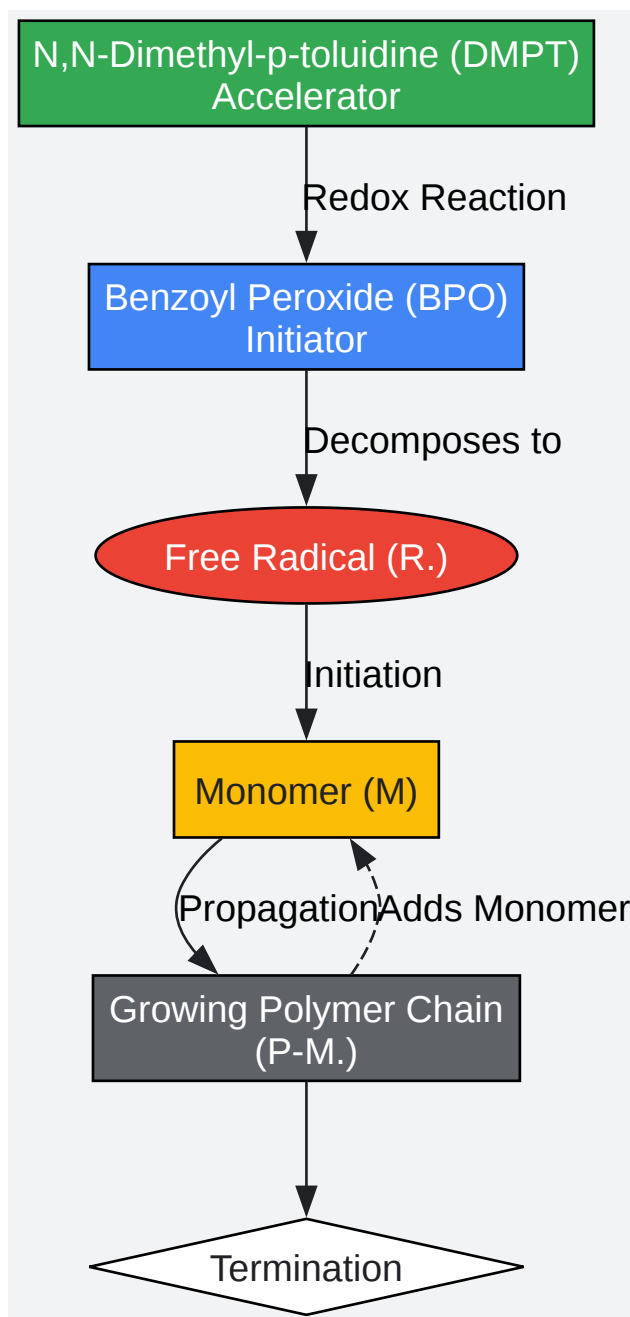 N,N-Dimethyl-p-toluidine (DMPT)
Accelerator
Redox Reaction
Benzoyl Peroxide (BPO)
Initiator
Decomposes to
Free Radical (R.)
Initiation
Monomer (M)
Propagation
Adds Monomer
Growing Polymer Chain
(P-M.)
Termination